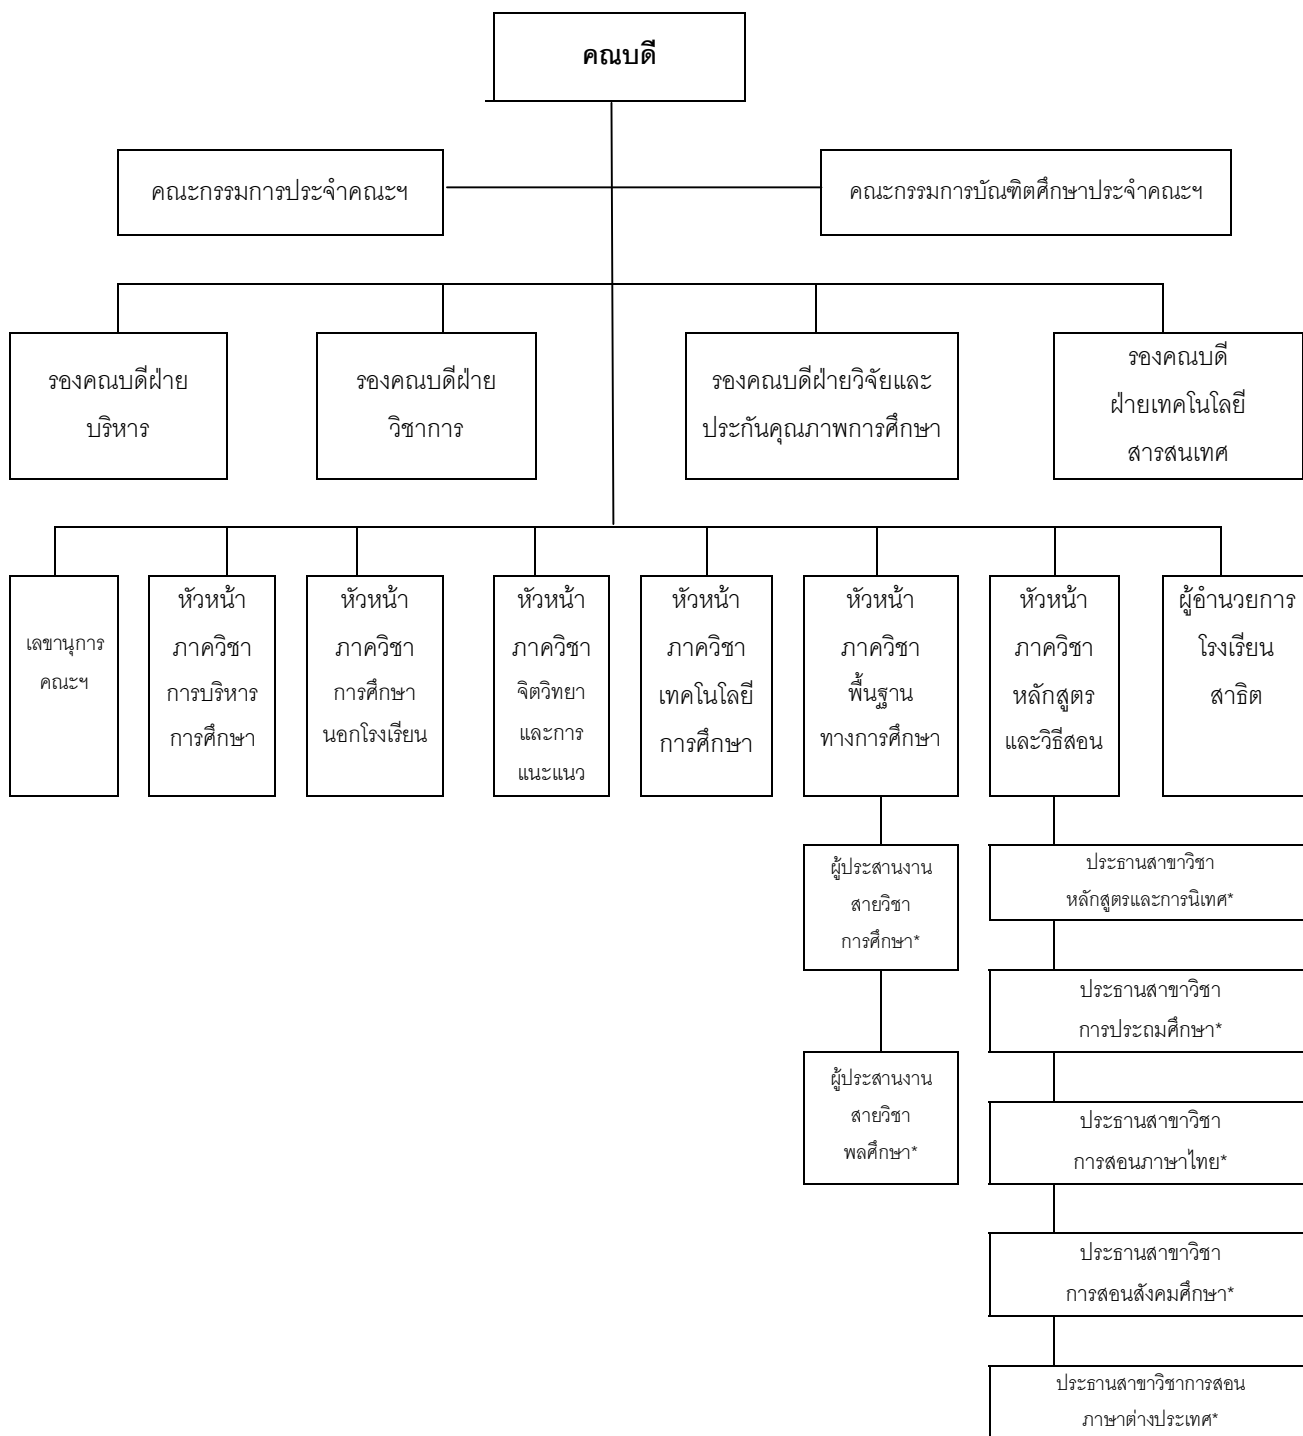 คณบดี
คณะกรรมการประจำคณะฯ
คณะกรรมการบัณฑิตศึกษาประจำคณะฯ
รองคณบดีฝ่าย
บริหาร
รองคณบดีฝ่าย
วิชาการ
รองคณบดีฝ่ายวิจัยและ
ประกันคุณภาพการศึกษา
รองคณบดี
ฝ่ายเทคโนโลยี
สารสนเทศ
เลขานุการ
คณะฯ
หัวหน้า
ภาควิชา
การบริหาร
การศึกษา
หัวหน้า
ภาควิชา
การศึกษา
นอกโรงเรียน
หัวหน้า
ภาควิชา
จิตวิทยา
และการ
แนะแนว
หัวหน้า
ภาควิชา
เทคโนโลยี
การศึกษา
หัวหน้า
ภาควิชา
พื้นฐาน
ทางการศึกษา
หัวหน้า
ภาควิชา
หลักสูตร
และวิธีสอน
ผู้อำนวยการ
โรงเรียน
สาธิต
ผู้ประสานงาน
สายวิชา
การศึกษา*
ผู้ประสานงาน
สายวิชา
พลศึกษา*
ประธานสาขาวิชา
หลักสูตรและการนิเทศ*
ประธานสาขาวิชา
การประถมศึกษา*
ประธานสาขาวิชา
การสอนภาษาไทย*
ประธานสาขาวิชา
การสอนสังคมศึกษา*
ประธานสาขาวิชาการสอน
ภาษาต่างประเทศ*